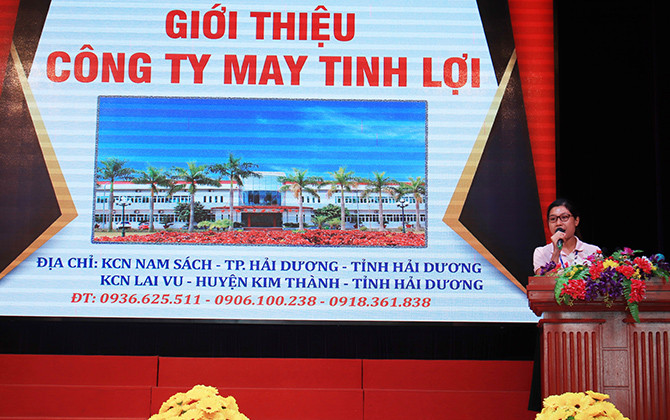 GIỚI THIỆU
CÔNG TY MAY TINH LỢI
ĐỊA CHỈ: KCN NAM SÁCH - TP. HẢI DƯƠNG - TỈNH HẢI DƯƠNG
KCN LAI VU - HUYỆN KIM THÀNH - TỈNH HẢI DƯƠNG
ĐT: 0936.625.511 - 0906.100.238 - 0918.361.838